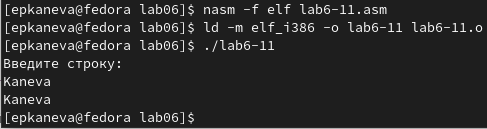 [epkaneva@fedora lab06]$ nasm -f elf lab6-11.asm
[epkaneva@fedora lab06]$ ld -m elf_i386 -o lab6-11 lab6-11.o
[epkaneva@fedora lab06]$ ./lab6-11
Введите строку:
Kaneva
Kaneva
[epkaneva@fedora lab06]$